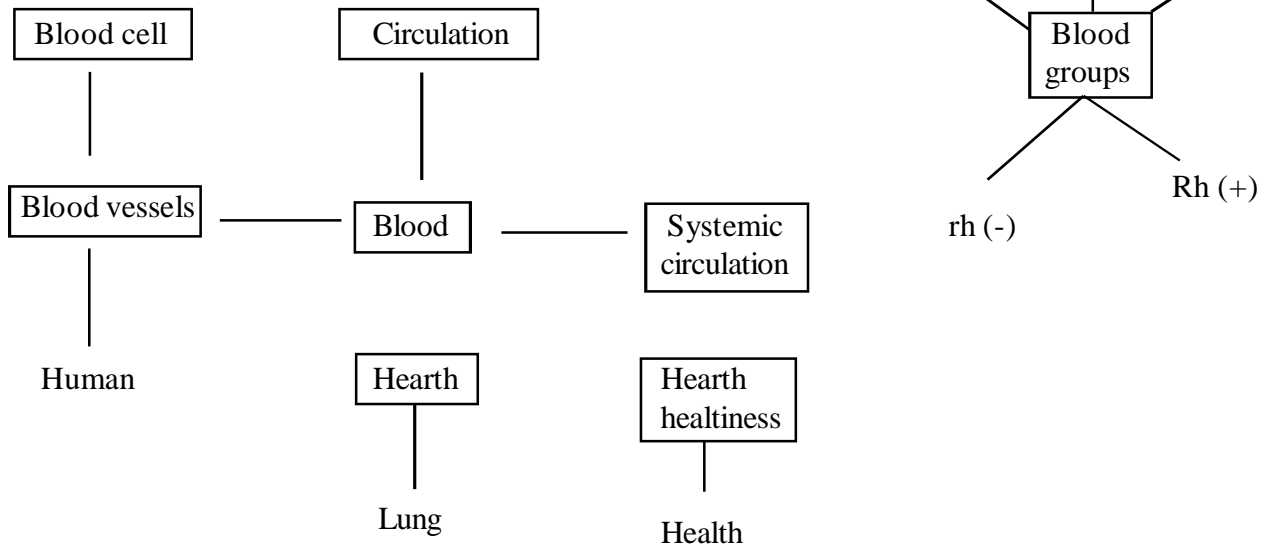 Blood cell
Circulation
Blood
groups
Rh (+)
Blood vessels
Blood
Systemic
circulation
rh (-)
Human
Hearth
Hearth
healtiness
Lung
Health